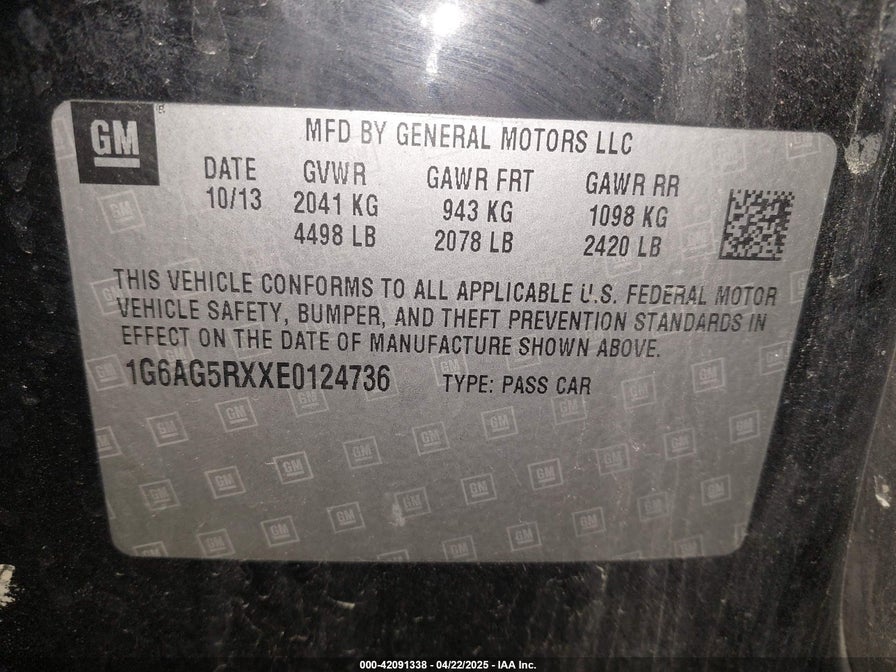 GM
MFD BY GENERAL MOTORS LLC
DATE GVWR GAWR FRT GAWR RR
10/13 2041 KG 943 KG 1098 KG
4498 LB 2078 LB 2420 LB
THIS VEHICLE CONFORMS TO ALL APPLICABLE U.S. FEDERAL MOTOR
VEHICLE SAFETY, BUMPER, AND THEFT PREVENTION STANDARDS IN
EFFECT ON THE DATE OF MANUFACTURE SHOWN ABOVE.
1G6AG5RXXE0124736 TYPE: PASS CAR
000-42091338 - 04/22/2025 - IAA Inc.